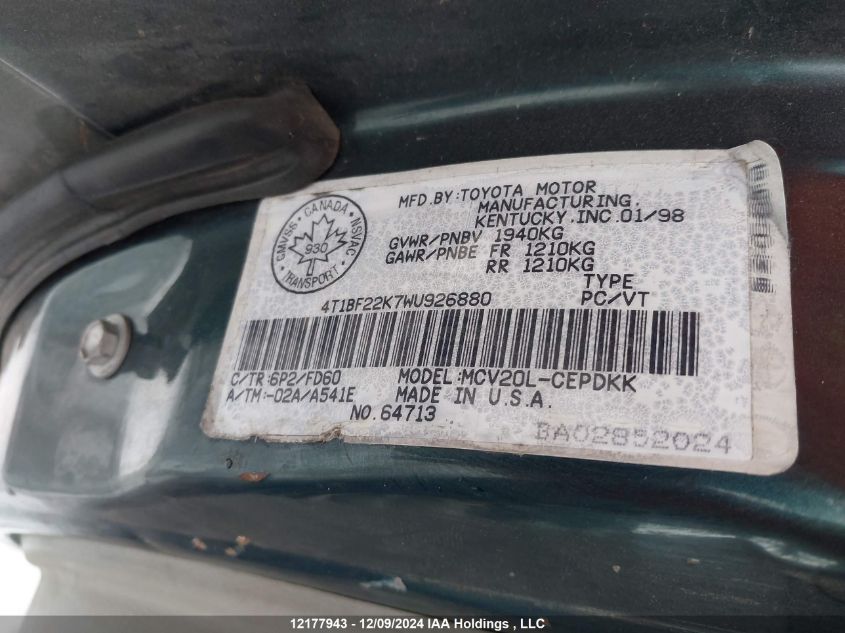 MFD.BY:TOYOTA MOTOR
MANUFACTURING.
KENTUCKY.INC.01/98
GVWR/PNBV 1940KG
GAWR/PNBE FR 1210KG
RR 1210KG
TYPE
PC/VT
CMVSS - CANADA - NSVAC
930
TRANSPORT
4T1BF22K7WU926880
C/TR:6P2/FD60 MODEL:MCV20L-CEPDKK
A/TM:-02A/A541E MADE IN U.S.A.
NO.64713
BA02852024
12177943 - 12/09/2024 IAA Holdings , LLC